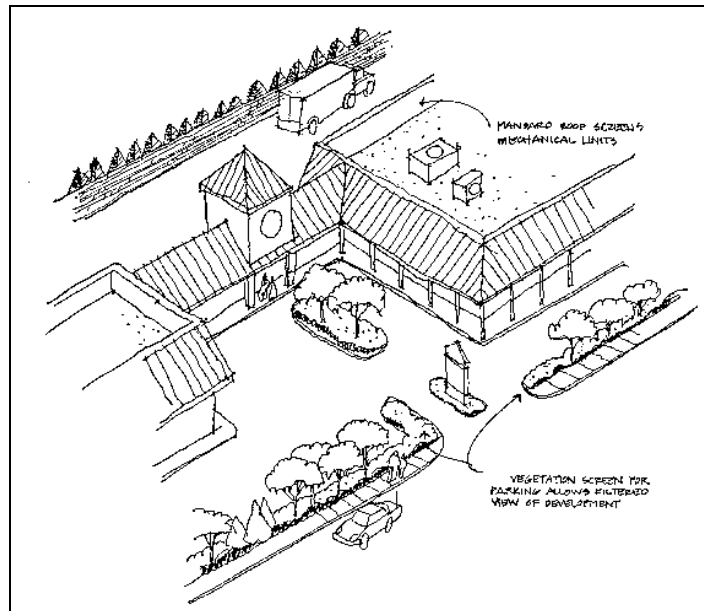 MANSARD ROOF SCREENS
MECHANICAL UNITS
VEGETATION SCREEN FOR
PARKING ALLOWS FILTERED
VIEW OF DEVELOPMENT